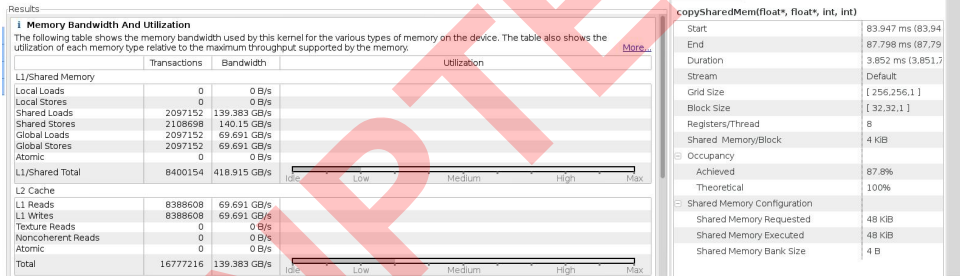 Results
i Memory Bandwidth And Utilization
The following table shows the memory bandwidth used by this kernel for the various types of memory on the device. The table also shows the
utilization of each memory type relative to the maximum throughput supported by the memory. More...
Transactions Bandwidth Utilization
L1/Shared Memory
Local Loads 0 0 B/s
Local Stores 0 0 B/s
Shared Loads 2097152 139.383 GB/s
Shared Stores 2108698 140.15 GB/s
Global Loads 2097152 69.691 GB/s
Global Stores 2097152 69.691 GB/s
Atomic 0 0 B/s
L1/Shared Total 8400154 418.915 GB/s
Idle Low Medium High Max
L2 Cache
L1 Reads 8388608 69.691 GB/s
L1 Writes 8388608 69.691 GB/s
Texture Reads 0 0 B/s
Noncoherent Reads 0 0 B/s
Atomic 0 0 B/s
Total 16777216 139.383 GB/s
Idle Low Medium High Max
copySharedMem(float*, float*, int, int)
Start 83.947 ms (83.94
End 87.798 ms (87.79
Duration 3.852 ms (3.851,7
Stream Default
Grid Size [ 256,256,1 ]
Block Size [ 32,32,1 ]
Registers/Thread 8
Shared Memory/Block 4 KiB
Occupancy
Achieved 87.8%
Theoretical 100%
Shared Memory Configuration
Shared Memory Requested 48 KiB
Shared Memory Executed 48 KiB
Shared Memory Bank Size 4 B